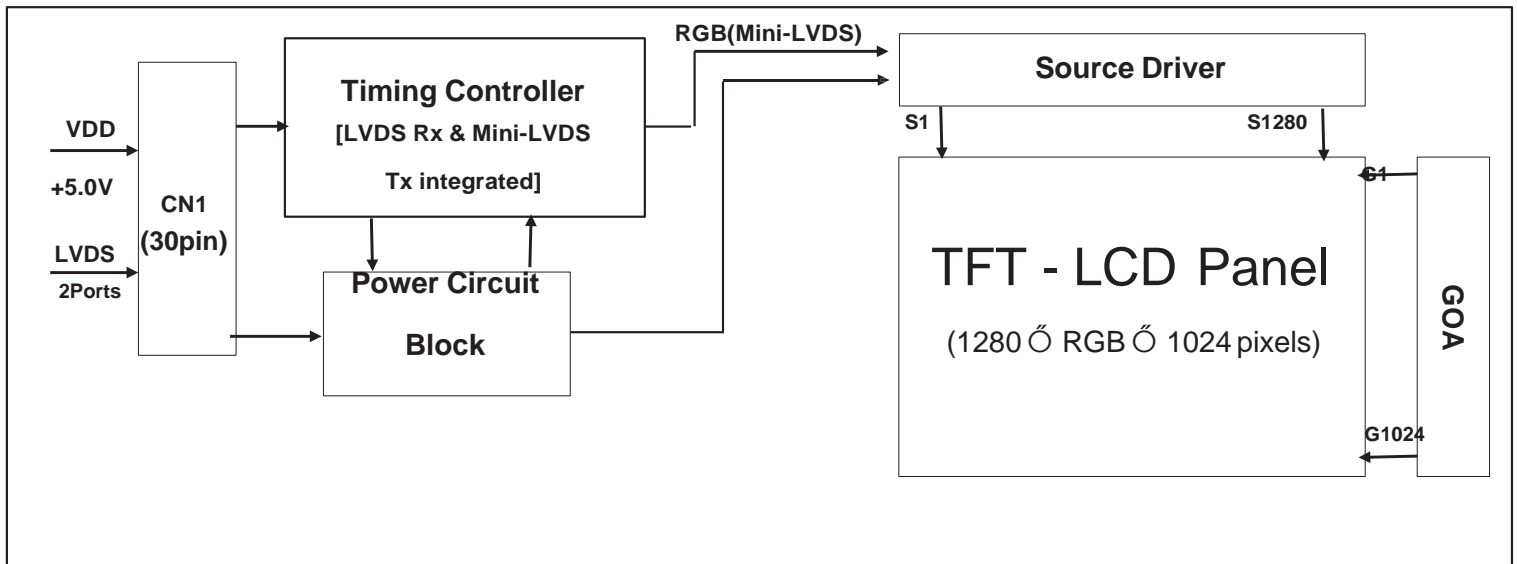 RGB(Mini-LVDS)
Timing Controller
[LVDS Rx & Mini-LVDS
Tx integrated]
Source Driver
VDD
+5.0V
LVDS
2Ports
CN1
(30pin)
Power Circuit
Block
S1
S1280
TFT - LCD Panel
(1280 Ő RGB Ő 1024 pixels)
G1
G1024
GOA